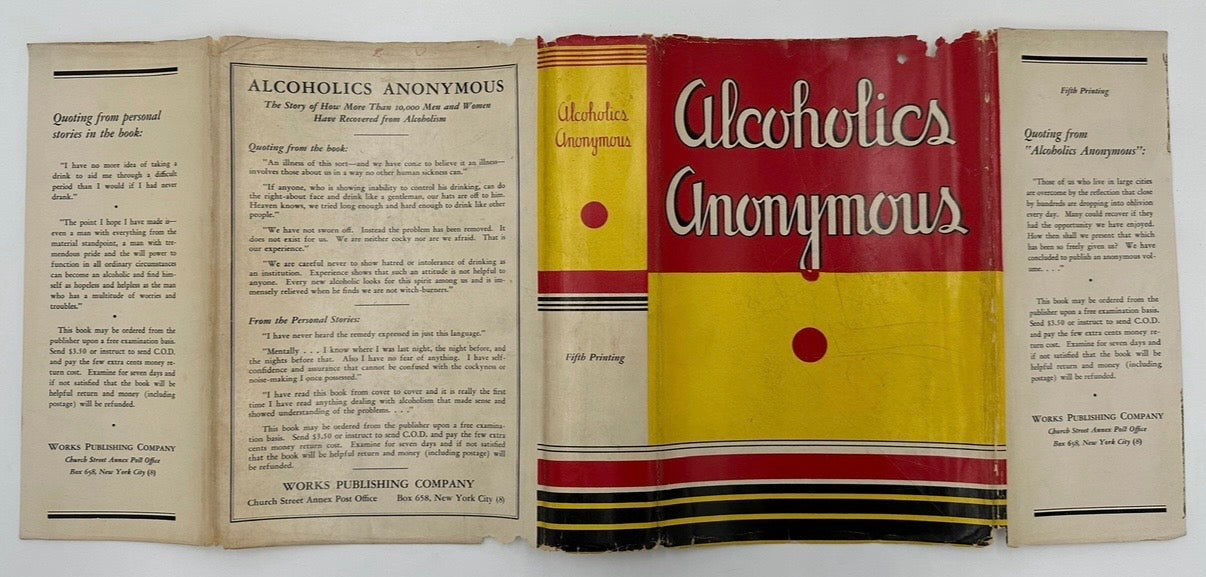 Quoting from personal
stories in the book:
"I have no more idea of taking a
drink to aid me through a difficult
period than I would if I had never
drank."
"The point I hope I have made is—
even a man with everything from the
material standpoint, a man with tre-
mendous pride and the will power to
function in all ordinary circumstances
can become an alcoholic and find him-
self as hopeless and helpless as the man
who has a multitude of worries and
troubles."
This book may be ordered from the
publisher upon a free examination basis.
Send $3.50 or instruct to send C.O.D.
and pay the few extra cents money re-
turn cost. Examine for seven days and
if not satisfied that the book will be
helpful return and money (including
postage) will be refunded.
WORKS PUBLISHING COMPANY
Church Street Annex Post Office
Box 658, New York City (8)
ALCOHOLICS ANONYMOUS
The Story of How More Than 10,000 Men and Women
Have Recovered from Alcoholism
Quoting from the book:
"An illness of this sort—and we have come to believe it an illness—
involves those about us in a way no other human sickness can."
"If anyone, who is showing inability to control his drinking, can do
the right-about face and drink like a gentleman, our hats are off to him.
Heaven knows, we tried long enough and hard enough to drink like other
people."
"We have not sworn off. Instead the problem has been removed. It
does not exist for us. We are neither cocky nor are we afraid. That is
our experience."
"We are careful never to show hatred or intolerance of drinking as
an institution. Experience shows that such an attitude is not helpful to
anyone. Every new alcoholic looks for this spirit among us and is im-
mensely relieved when he finds we are not witch-burners."
From the Personal Stories:
"I have never heard the remedy expressed in just this language."
"Mentally . . . I know where I was last night, the night before, and
the nights before that. Also I have no fear of anything. I have self-
confidence and assurance that cannot be confused with the cockyness or
noise-making I once possessed."
"I have read this book from cover to cover and it is really the first
time I have read anything dealing with alcoholism that made sense and
showed understanding of the problems. . . ."
This book may be ordered from the publisher upon a free examina-
tion basis. Send $3.50 or instruct to send C.O.D. and pay the few extra
cents money return cost. Examine for seven days and if not satisfied
that the book will be helpful return and money (including postage) will
be refunded.
WORKS PUBLISHING COMPANY
Church Street Annex Post Office Box 658, New York City (8)
Alcoholics
Anonymous
Fifth Printing
Alcoholics
Anonymous
Fifth Printing
Quoting from
"Alcoholics Anonymous":
"Those of us who live in large cities
are overcome by the reflection that close
by hundreds are dropping into oblivion
every day. Many could recover if they
had the opportunity we have enjoyed.
How then shall we present that which
has been so freely given us? We have
concluded to publish an anonymous vol-
ume. . . ."
This book may be ordered from the
publisher upon a free examination basis.
Send $3.50 or instruct to send C.O.D.
and pay the few extra cents money re-
turn cost. Examine for seven days and
if not satisfied that the book will be
helpful return and money (including
postage) will be refunded.
WORKS PUBLISHING COMPANY
Church Street Annex Post Office
Box 658, New York City (8)